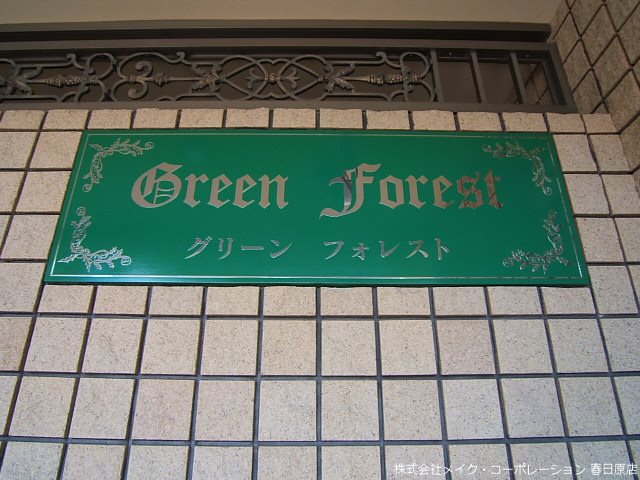 Green Forest
グリーン フォレスト
株式会社メイク・コーポレーション 春日原店